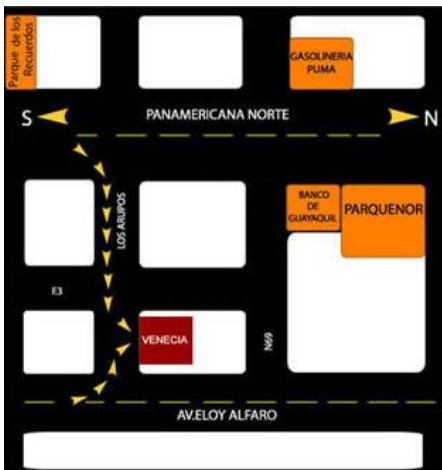 Parque de los
Recuerdos
GASOLINERIA
PUMA
S
PANAMERICANA NORTE
N
LOS ARUPOS
BANCO
DE
GUAYAQUIL
PARQUENOR
E3
VENECIA
N69
AV.ELOY ALFARO